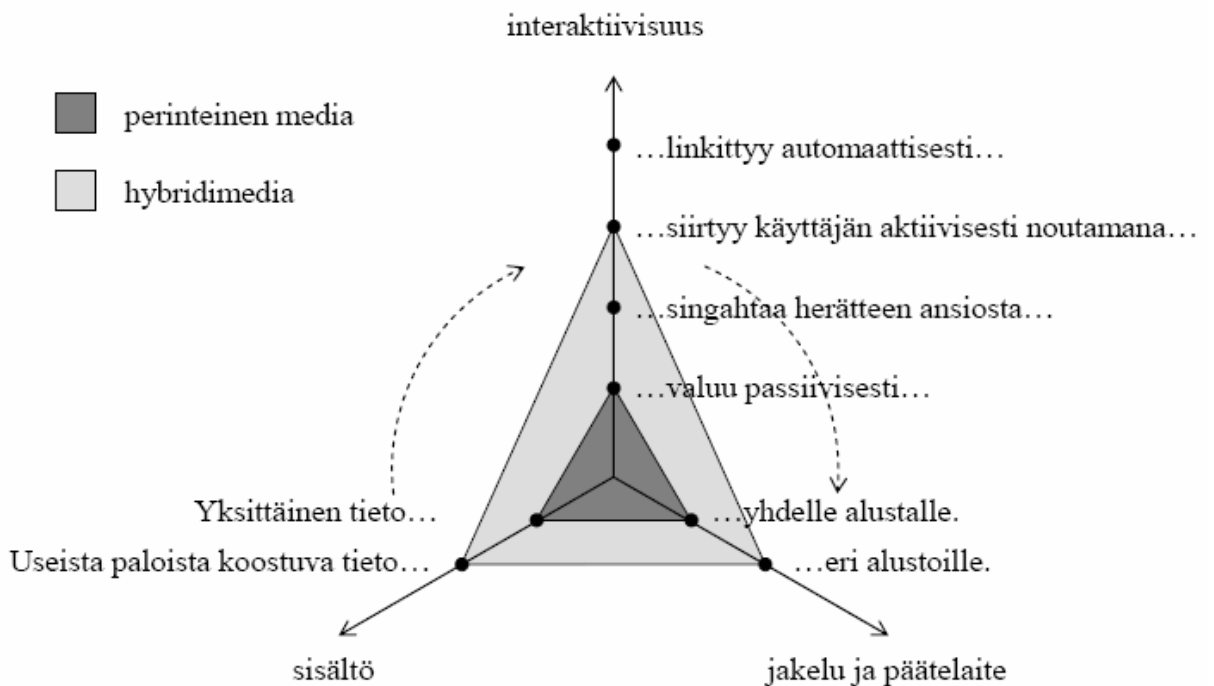 interaktiivisuus
perinteinen media
hybridimedia
…linkittyy automaattisesti…
…siirtyy käyttäjän aktiivisesti noutamana…
…singahtaa herätteen ansiosta…
…valuu passiivisesti…
Yksittäinen tieto…
…yhdelle alustalle.
Useista paloista koostuva tieto…
…eri alustoille.
sisältö
jakelu ja päätelaite